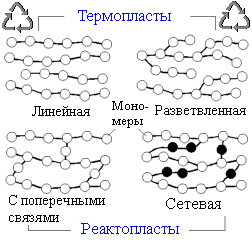 Термопласты
Линейная
Моно-
меры
Разветвленная
С поперечными
связями
Сетевая
Реактопласты